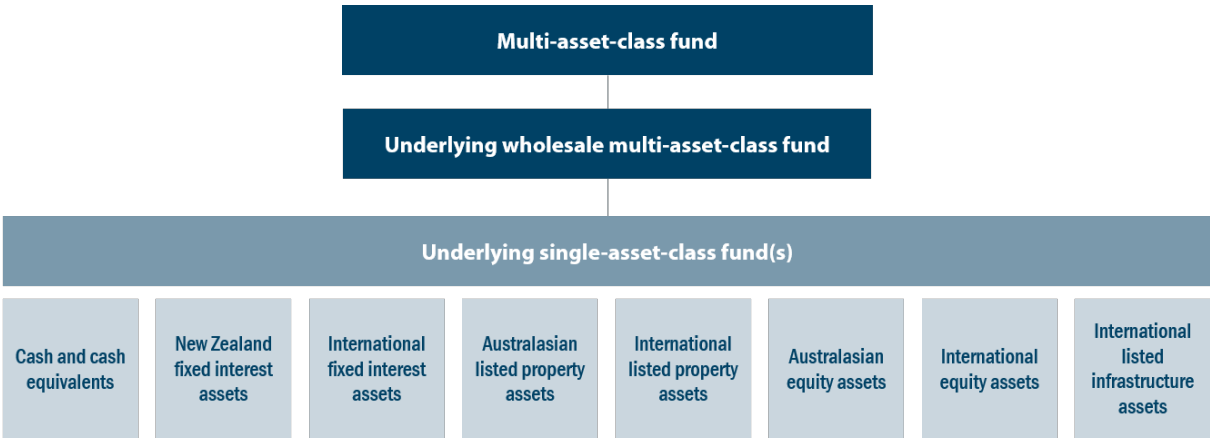 Multi-asset-class fund
Underlying wholesale multi-asset-class fund
Underlying single-asset-class fund(s)
Cash and cash
equivalents
New Zealand
fixed interest
assets
International
fixed interest
assets
Australasian
listed property
assets
International
listed property
assets
Australasian
equity assets
International
equity assets
International
listed
infrastructure
assets